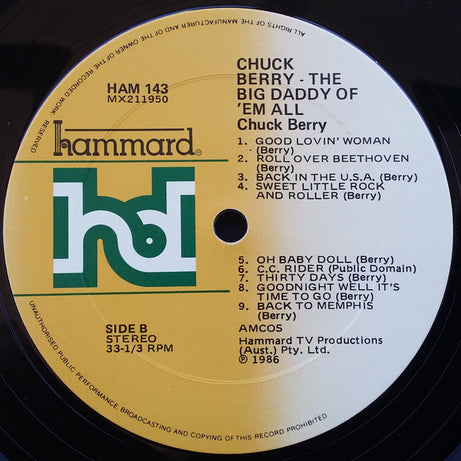 ALL RIGHTS OF THE MANUFACTURER AND OF THE OWNER OF THE RECORDED WORK RESERVED
HAM 143
MX211950
hammard®
hd
SIDE B
STEREO
33-1/3 RPM
CHUCK
BERRY - THE
BIG DADDY OF
'EM ALL
Chuck Berry
1. GOOD LOVIN' WOMAN
(Berry)
2. ROLL OVER BEETHOVEN
(Berry)
3. BACK IN THE U.S.A. (Berry)
4. SWEET LITTLE ROCK
AND ROLLER (Berry)
5. OH BABY DOLL (Berry)
6. C.C. RIDER (Public Domain)
7. THIRTY DAYS (Berry)
8. GOODNIGHT WELL IT'S
TIME TO GO (Berry)
9. BACK TO MEMPHIS
(Berry)
AMCOS
Hammard TV Productions
(Aust.) Pty. Ltd.
℗ 1986
UNAUTHORISED PUBLIC PERFORMANCE BROADCASTING AND COPYING OF THIS RECORD PROHIBITED